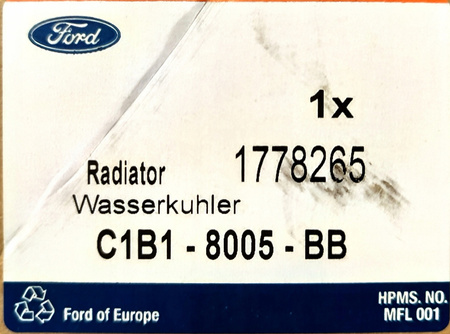 Ford
1x
Radiator 1778265
Wasserkuhler
C1B1 - 8005 - BB
Ford of Europe
HPMS. NO.
MFL 001